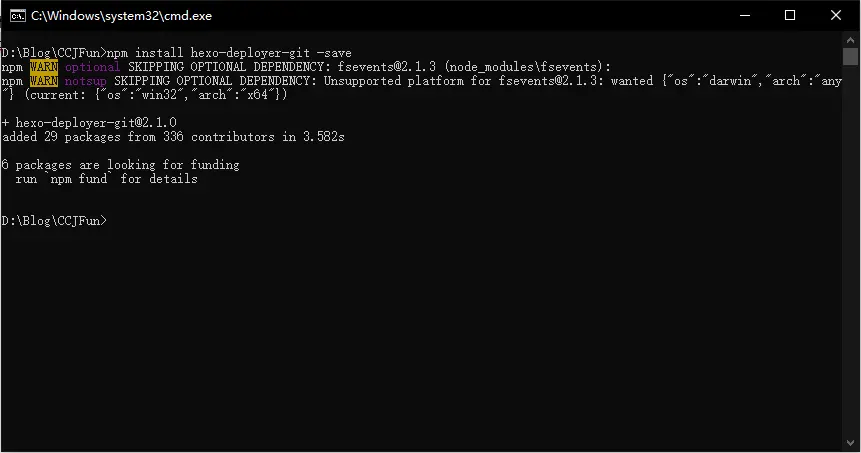 C:\Windows\system32\cmd.exe
D:\Blog\CCJFun>npm install hexo-deployer-git -save
npm WARN optional SKIPPING OPTIONAL DEPENDENCY: fsevents@2.1.3 (node_modules\fsevents):
npm WARN notsup SKIPPING OPTIONAL DEPENDENCY: Unsupported platform for fsevents@2.1.3: wanted {"os":"darwin","arch":"any
"} (current: {"os":"win32","arch":"x64"})
+ hexo-deployer-git@2.1.0
added 29 packages from 336 contributors in 3.582s
6 packages are looking for funding
run `npm fund` for details
D:\Blog\CCJFun>